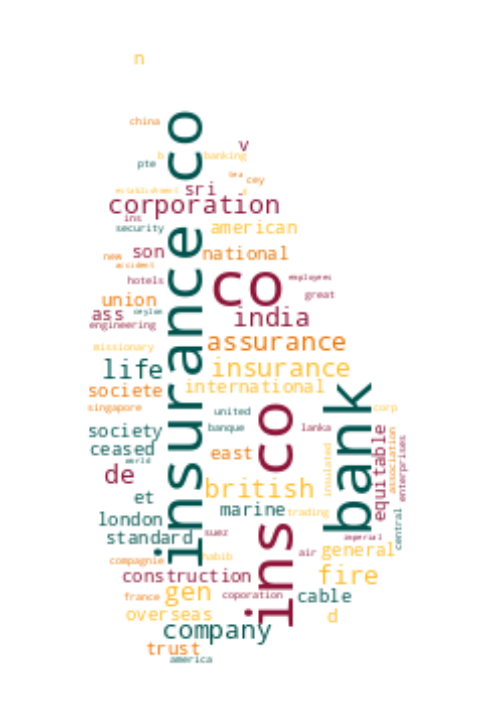 n
china
insurance co
v
b
banking
pte
tea
cey
establishment
sri
corporation
ins
security
american
new
son
national
accident
co
employees
hotels
great
union
ceylon
ass
india
engineering
assurance
missionary
life
insurance
international
societe
bank
singapore
ins co
corp
united
society
banque
lanka
equitable
association
enterprises
ceased
east
insulated
world
de
british
et
marine
trading
london
central
standard
suez
imperial
air
general
habib
compagnie
construction
fire
gen
france
coporation
cable
overseas
d
company
trust
america